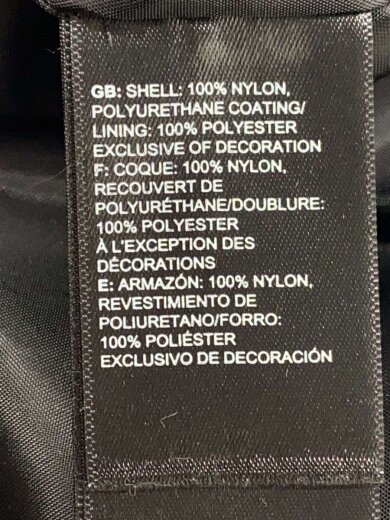 GB: SHELL: 100% NYLON,
POLYURETHANE COATING/
LINING: 100% POLYESTER
EXCLUSIVE OF DECORATION
F: COQUE: 100% NYLON,
RECOUVERT DE
POLYURÉTHANE/DOUBLURE:
100% POLYESTER
À L'EXCEPTION DES
DÉCORATIONS
E: ARMAZÓN: 100% NYLON,
REVESTIMIENTO DE
POLIURETANO/FORRO:
100% POLIÉSTER
EXCLUSIVO DE DECORACIÓN